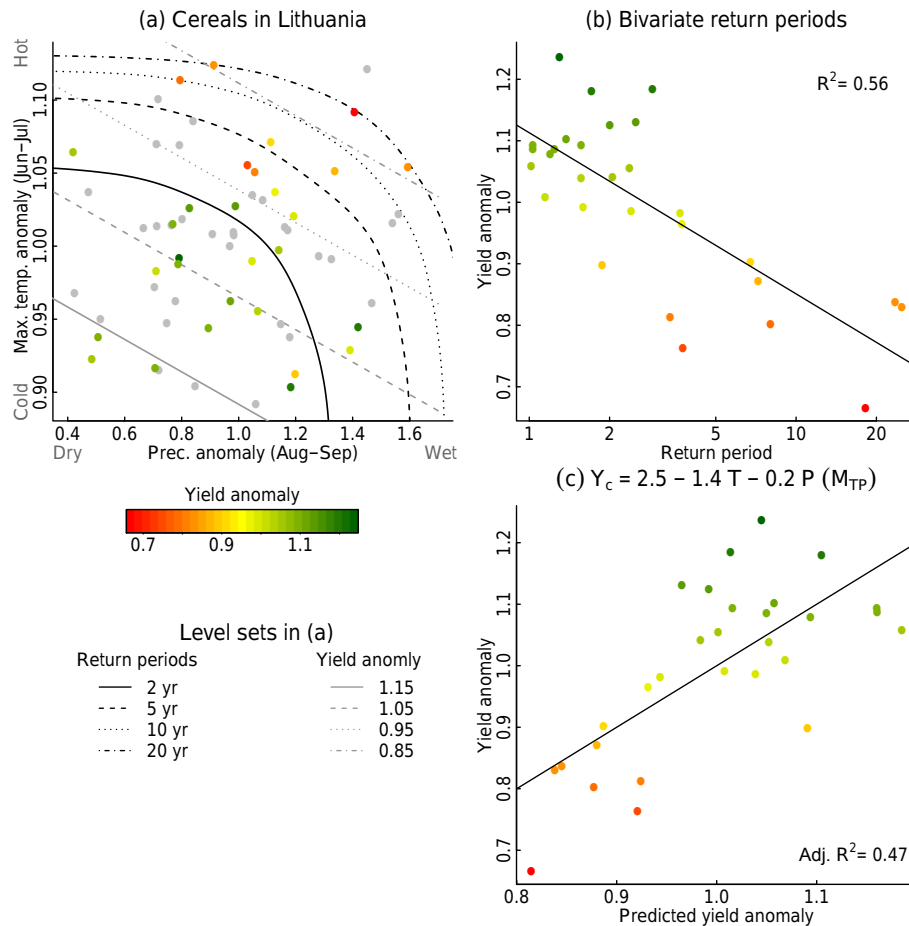 (a) Cereals in Lithuania
Max. temp. anomaly (Jun−Jul)
Hot
Cold
0.90 0.95 1.00 1.05 1.10
0.4 0.6 0.8 1.0 1.2 1.4 1.6
Dry Prec. anomaly (Aug−Sep) Wet
Yield anomaly
0.7 0.9 1.1
Level sets in (a)
Return periods Yield anomly
2 yr 1.15
5 yr 1.05
10 yr 0.95
20 yr 0.85
(b) Bivariate return periods
R²= 0.56
Yield anomaly
0.7 0.8 0.9 1.0 1.1 1.2
1 2 5 10 20
Return period
(c) Y_c = 2.5 − 1.4 T − 0.2 P (M_TP)
Yield anomaly
0.7 0.8 0.9 1.0 1.1 1.2
Adj. R²= 0.47
0.8 0.9 1.0 1.1
Predicted yield anomaly